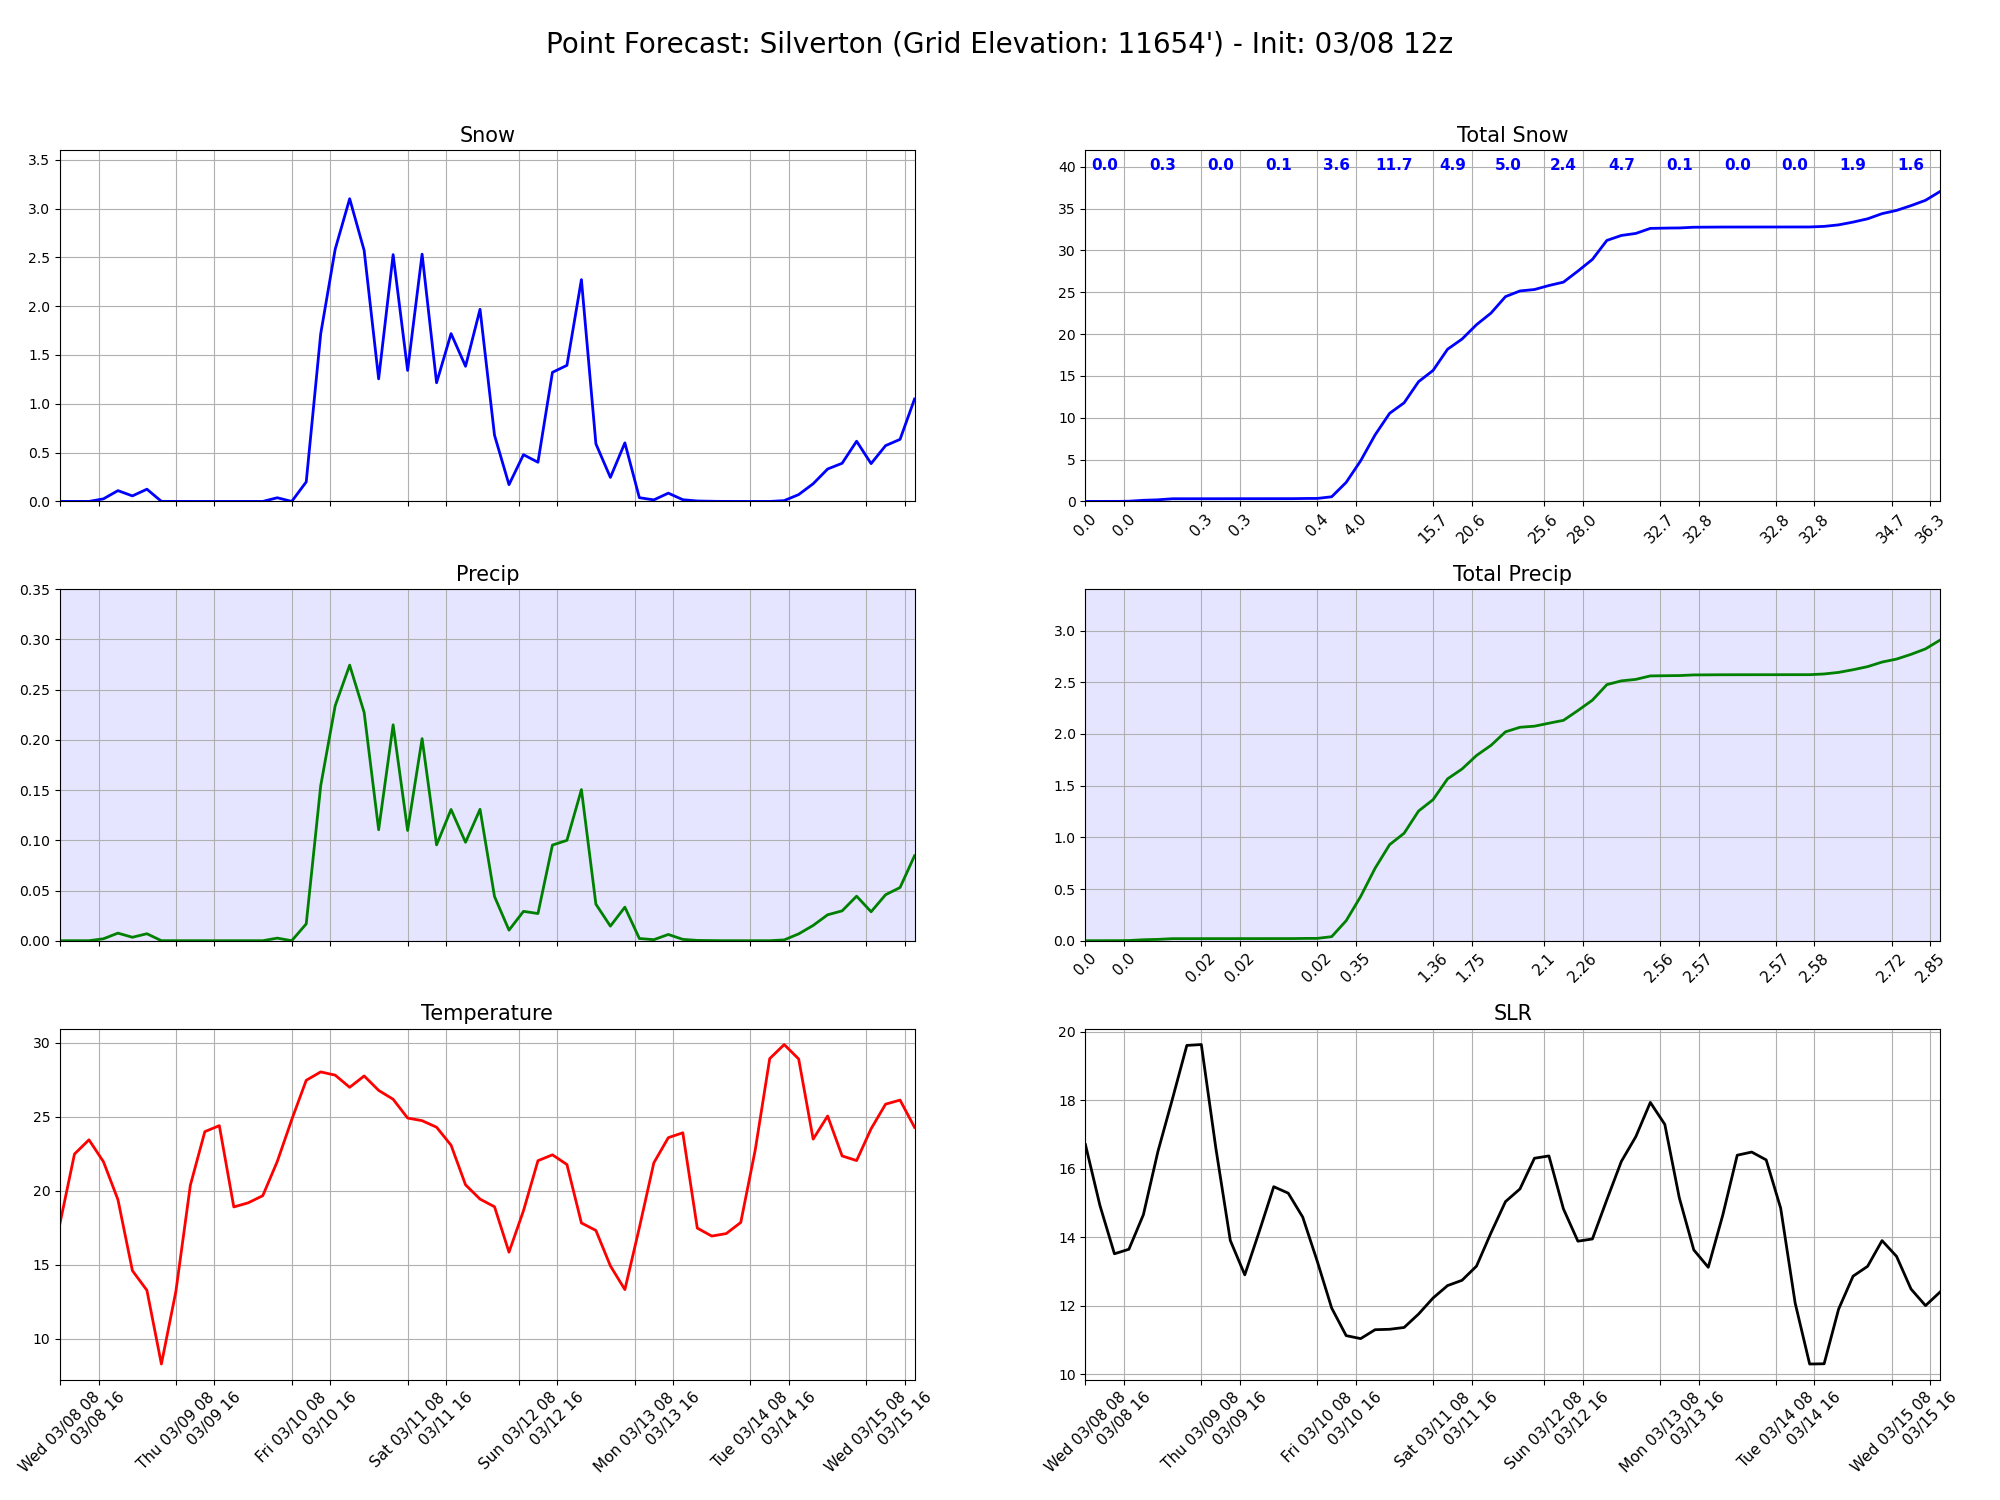 Point Forecast: Silverton (Grid Elevation: 11654') - Init: 03/08 12z
Snow
3.5
3.0
2.5
2.0
1.5
1.0
0.5
0.0
Total Snow
0.0 0.3 0.0 0.1 3.6 11.7 4.9 5.0 2.4 4.7 0.1 0.0 0.0 1.9 1.6
40
35
30
25
20
15
10
5
0
0.0 0.0 0.3 0.3 0.4 4.0 15.7 20.6 25.6 28.0 32.7 32.8 32.8 32.8 34.7 36.3
Precip
0.35
0.30
0.25
0.20
0.15
0.10
0.05
0.00
Total Precip
3.0
2.5
2.0
1.5
1.0
0.5
0.0
0.0 0.0 0.02 0.02 0.02 0.35 1.36 1.75 2.1 2.26 2.56 2.57 2.57 2.58 2.72 2.85
Temperature
30
25
20
15
10
Wed 03/08 08
03/08 16
Thu 03/09 08
03/09 16
Fri 03/10 08
03/10 16
Sat 03/11 08
03/11 16
Sun 03/12 08
03/12 16
Mon 03/13 08
03/13 16
Tue 03/14 08
03/14 16
Wed 03/15 08
03/15 16
SLR
20
18
16
14
12
10
Wed 03/08 08
03/08 16
Thu 03/09 08
03/09 16
Fri 03/10 08
03/10 16
Sat 03/11 08
03/11 16
Sun 03/12 08
03/12 16
Mon 03/13 08
03/13 16
Tue 03/14 08
03/14 16
Wed 03/15 08
03/15 16